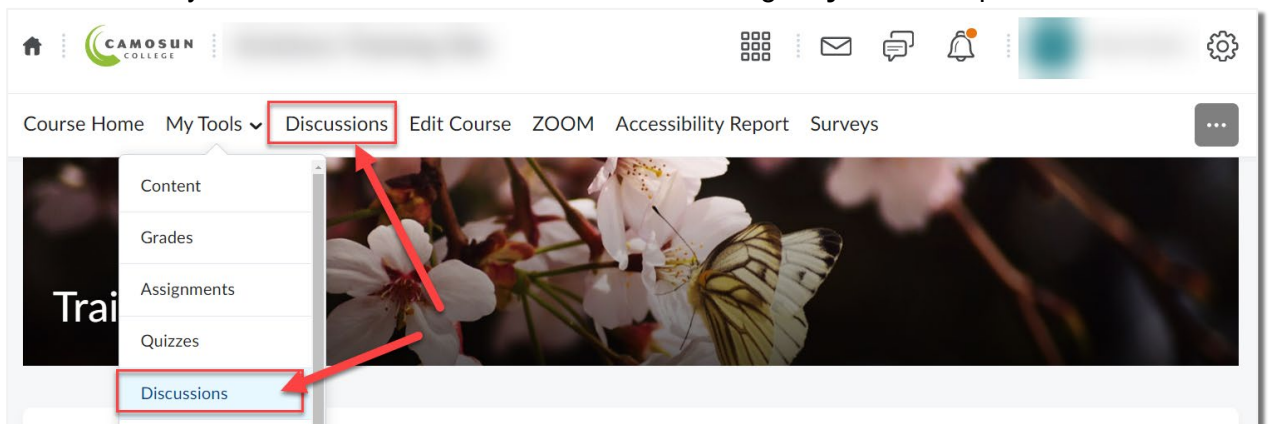 CAMOSUN
COLLEGE
Course Home My Tools Discussions Edit Course ZOOM Accessibility Report Surveys
Content
Grades
Assignments
Trai
Quizzes
Discussions